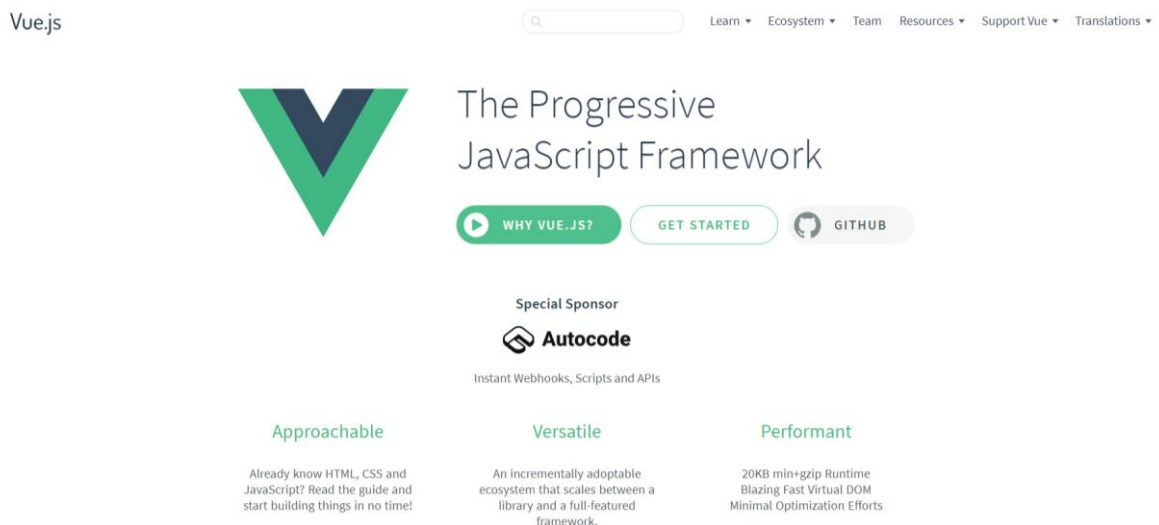 Vue.js
Learn Ecosystem Team Resources Support Vue Translations
The Progressive
JavaScript Framework
WHY VUE.JS? GET STARTED GITHUB
Special Sponsor
Autocode
Instant Webhooks, Scripts and APIs
Approachable
Already know HTML, CSS and
JavaScript? Read the guide and
start building things in no time!
Versatile
An incrementally adoptable
ecosystem that scales between a
library and a full-featured
framework.
Performant
20KB min+gzip Runtime
Blazing Fast Virtual DOM
Minimal Optimization Efforts